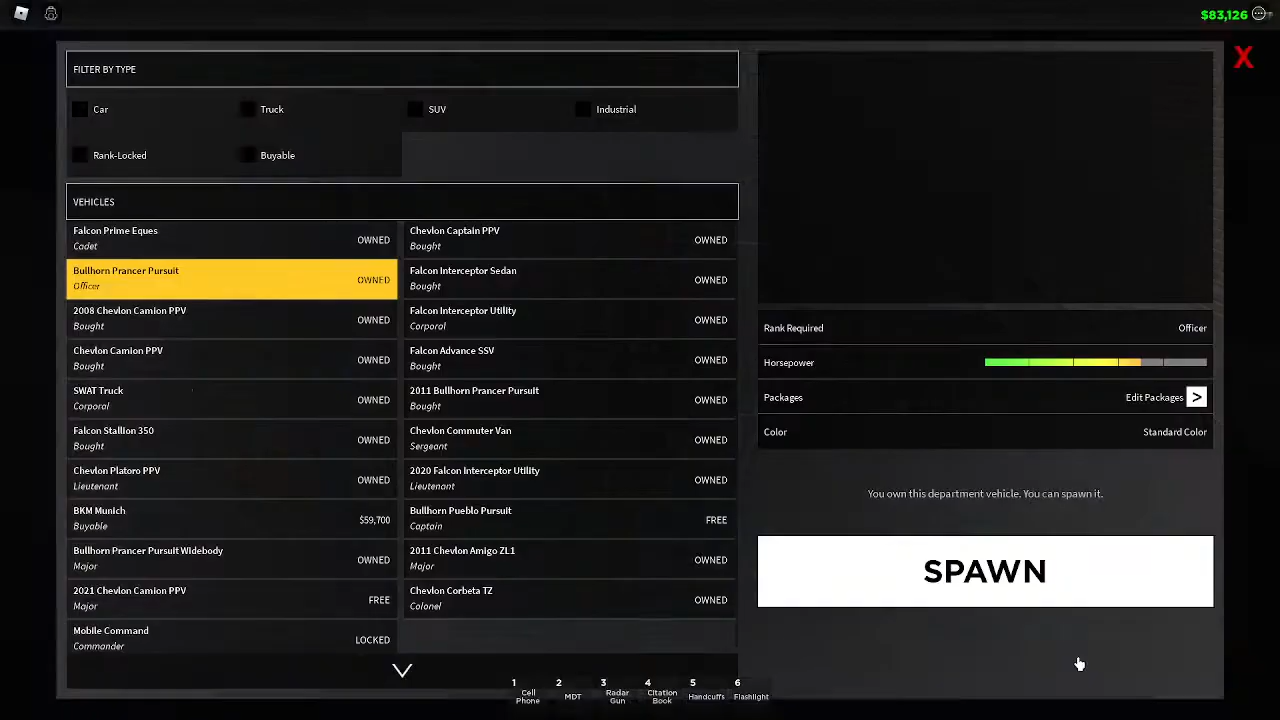 $83,126
X
FILTER BY TYPE
Car
Truck
SUV
Industrial
Rank-Locked
Buyable
VEHICLES
Falcon Prime Eques
Cadet
OWNED
Chevlon Captain PPV
Bought
OWNED
Bullhorn Prancer Pursuit
Officer
OWNED
Falcon Interceptor Sedan
Bought
OWNED
2008 Chevlon Camion PPV
Bought
OWNED
Falcon Interceptor Utility
Corporal
OWNED
Chevlon Camion PPV
Bought
OWNED
Falcon Advance SSV
Bought
OWNED
SWAT Truck
Corporal
OWNED
2011 Bullhorn Prancer Pursuit
Bought
OWNED
Falcon Stallion 350
Bought
OWNED
Chevlon Commuter Van
Sergeant
OWNED
Chevlon Platoro PPV
Lieutenant
OWNED
2020 Falcon Interceptor Utility
Lieutenant
OWNED
BKM Munich
Buyable
$59,700
Bullhorn Pueblo Pursuit
Captain
FREE
Bullhorn Prancer Pursuit Widebody
Major
OWNED
2011 Chevlon Amigo ZL1
Major
OWNED
2021 Chevlon Camion PPV
Major
FREE
Chevlon Corbeta TZ
Colonel
OWNED
Mobile Command
Commander
LOCKED
Rank Required
Officer
Horsepower
Packages
Edit Packages >
Color
Standard Color
You own this department vehicle. You can spawn it.
SPAWN
1
Cell
Phone
2
MDT
3
Radar
Gun
4
Citation
Book
5
Handcuffs
6
Flashlight